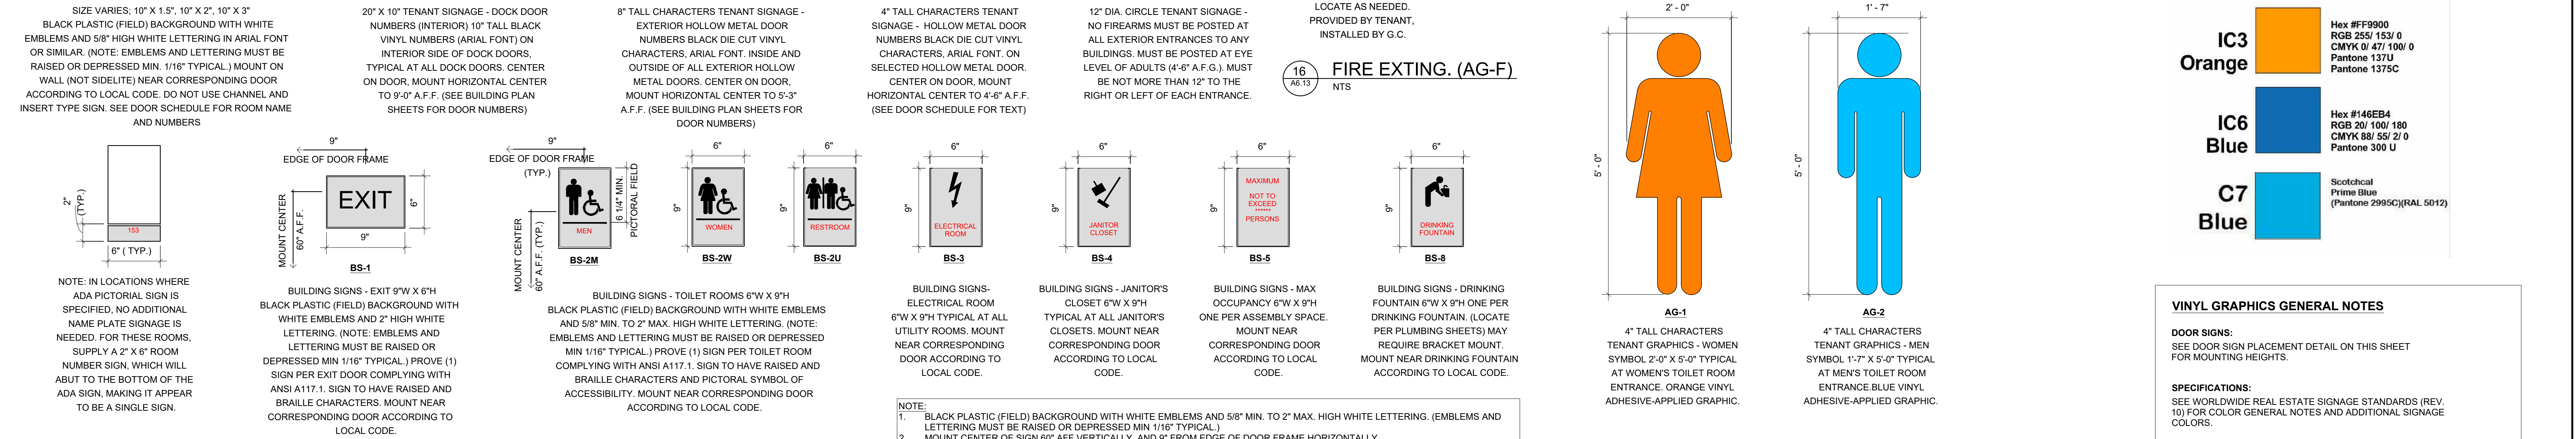 SIZE VARIES; 10" X 1.5", 10" X 2", 10" X 3"
BLACK PLASTIC (FIELD) BACKGROUND WITH WHITE
EMBLEMS AND 5/8" HIGH WHITE LETTERING IN ARIAL FONT
OR SIMILAR. (NOTE: EMBLEMS AND LETTERING MUST BE
RAISED OR DEPRESSED MIN. 1/16" TYPICAL.) MOUNT ON
WALL (NOT SIDELITE) NEAR CORRESPONDING DOOR
ACCORDING TO LOCAL CODE. DO NOT USE CHANNEL AND
INSERT TYPE SIGN. SEE DOOR SCHEDULE FOR ROOM NAME
AND NUMBERS
20" X 10" TENANT SIGNAGE - DOCK DOOR
NUMBERS (INTERIOR) 10" TALL BLACK
VINYL NUMBERS (ARIAL FONT) ON
INTERIOR SIDE OF DOCK DOORS,
TYPICAL AT ALL DOCK DOORS. CENTER
ON DOOR, MOUNT HORIZONTAL CENTER
TO 9'-0" A.F.F. (SEE BUILDING PLAN
SHEETS FOR DOOR NUMBERS)
8" TALL CHARACTERS TENANT SIGNAGE -
EXTERIOR HOLLOW METAL DOOR
NUMBERS BLACK DIE CUT VINYL
CHARACTERS, ARIAL FONT. INSIDE AND
OUTSIDE OF ALL EXTERIOR HOLLOW
METAL DOORS. CENTER ON DOOR,
MOUNT HORIZONTAL CENTER TO 5'-3"
A.F.F. (SEE BUILDING PLAN SHEETS FOR
DOOR NUMBERS)
4" TALL CHARACTERS TENANT
SIGNAGE - HOLLOW METAL DOOR
NUMBERS BLACK DIE CUT VINYL
CHARACTERS, ARIAL FONT. ON
SELECTED HOLLOW METAL DOOR.
CENTER ON DOOR, MOUNT
HORIZONTAL CENTER TO 4'-6" A.F.F.
(SEE DOOR SCHEDULE FOR TEXT)
12" DIA. CIRCLE TENANT SIGNAGE -
NO FIREARMS MUST BE POSTED AT
ALL EXTERIOR ENTRANCES TO ANY
BUILDINGS. MUST BE POSTED AT EYE
LEVEL OF ADULTS (4'-6" A.F.G.). MUST
BE NOT MORE THAN 12" TO THE
RIGHT OR LEFT OF EACH ENTRANCE.
LOCATE AS NEEDED.
PROVIDED BY TENANT,
INSTALLED BY G.C.
16
A6.13
FIRE EXTING. (AG-F)
NTS
2"
(TYP.)
153
6" ( TYP.)
NOTE: IN LOCATIONS WHERE
ADA PICTORIAL SIGN IS
SPECIFIED, NO ADDITIONAL
NAME PLATE SIGNAGE IS
NEEDED. FOR THESE ROOMS,
SUPPLY A 2" X 6" ROOM
NUMBER SIGN, WHICH WILL
ABUT TO THE BOTTOM OF THE
ADA SIGN, MAKING IT APPEAR
TO BE A SINGLE SIGN.
9"
EDGE OF DOOR FRAME
MOUNT CENTER
60" A.F.F.
EXIT
6"
9"
BS-1
BUILDING SIGNS - EXIT 9"W X 6"H
BLACK PLASTIC (FIELD) BACKGROUND WITH
WHITE EMBLEMS AND 2" HIGH WHITE
LETTERING. (NOTE: EMBLEMS AND
LETTERING MUST BE RAISED OR
DEPRESSED MIN 1/16" TYPICAL.) PROVE (1)
SIGN PER EXIT DOOR COMPLYING WITH
ANSI A117.1. SIGN TO HAVE RAISED AND
BRAILLE CHARACTERS. MOUNT NEAR
CORRESPONDING DOOR ACCORDING TO
LOCAL CODE.
9"
EDGE OF DOOR FRAME
(TYP.)
MOUNT CENTER
60" A.F.F. (TYP.)
MEN
6 1/4" MIN.
PICTORAL FIELD
BS-2M
6"
9"
WOMEN
BS-2W
6"
9"
RESTROOM
BS-2U
BUILDING SIGNS - TOILET ROOMS 6"W X 9"H
BLACK PLASTIC (FIELD) BACKGROUND WITH WHITE EMBLEMS
AND 5/8" MIN. TO 2" MAX. HIGH WHITE LETTERING. (NOTE:
EMBLEMS AND LETTERING MUST BE RAISED OR DEPRESSED
MIN 1/16" TYPICAL.) PROVE (1) SIGN PER TOILET ROOM
COMPLYING WITH ANSI A117.1. SIGN TO HAVE RAISED AND
BRAILLE CHARACTERS AND PICTORAL SYMBOL OF
ACCESSIBILITY. MOUNT NEAR CORRESPONDING DOOR
ACCORDING TO LOCAL CODE.
6"
9"
ELECTRICAL
ROOM
BS-3
BUILDING SIGNS-
ELECTRICAL ROOM
6"W X 9"H TYPICAL AT ALL
UTILITY ROOMS. MOUNT
NEAR CORRESPONDING
DOOR ACCORDING TO
LOCAL CODE.
6"
9"
JANITOR
CLOSET
BS-4
BUILDING SIGNS - JANITOR'S
CLOSET 6"W X 9"H
TYPICAL AT ALL JANITOR'S
CLOSETS. MOUNT NEAR
CORRESPONDING DOOR
ACCORDING TO LOCAL
CODE.
6"
9"
MAXIMUM
NOT TO
EXCEED
******
PERSONS
BS-5
BUILDING SIGNS - MAX
OCCUPANCY 6"W X 9"H
ONE PER ASSEMBLY SPACE.
MOUNT NEAR
CORRESPONDING DOOR
ACCORDING TO LOCAL
CODE.
6"
9"
DRINKING
FOUNTAIN
BS-8
BUILDING SIGNS - DRINKING
FOUNTAIN 6"W X 9"H ONE PER
DRINKING FOUNTAIN. (LOCATE
PER PLUMBING SHEETS) MAY
REQUIRE BRACKET MOUNT.
MOUNT NEAR DRINKING FOUNTAIN
ACCORDING TO LOCAL CODE.
NOTE:
1. BLACK PLASTIC (FIELD) BACKGROUND WITH WHITE EMBLEMS AND 5/8" MIN. TO 2" MAX. HIGH WHITE LETTERING. (EMBLEMS AND
LETTERING MUST BE RAISED OR DEPRESSED MIN 1/16" TYPICAL.)
2. MOUNT CENTER OF SIGN 60" AFF VERTICALLY, AND 9" FROM EDGE OF DOOR FRAME HORIZONTALLY
2' - 0"
5' - 0"
AG-1
4" TALL CHARACTERS
TENANT GRAPHICS - WOMEN
SYMBOL 2'-0" X 5'-0" TYPICAL
AT WOMEN'S TOILET ROOM
ENTRANCE. ORANGE VINYL
ADHESIVE-APPLIED GRAPHIC.
1' - 7"
5' - 0"
AG-2
4" TALL CHARACTERS
TENANT GRAPHICS - MEN
SYMBOL 1'-7" X 5'-0" TYPICAL
AT MEN'S TOILET ROOM
ENTRANCE.BLUE VINYL
ADHESIVE-APPLIED GRAPHIC.
IC3
Orange
Hex #FF9900
RGB 255/ 153/ 0
CMYK 0/ 47/ 100/ 0
Pantone 137U
Pantone 1375C
IC6
Blue
Hex #146EB4
RGB 20/ 100/ 180
CMYK 88/ 55/ 2/ 0
Pantone 300 U
C7
Blue
Scotchcal
Prime Blue
(Pantone 2995C)(RAL 5012)
VINYL GRAPHICS GENERAL NOTES
DOOR SIGNS:
SEE DOOR SIGN PLACEMENT DETAIL ON THIS SHEET
FOR MOUNTING HEIGHTS.
SPECIFICATIONS:
SEE WORLDWIDE REAL ESTATE SIGNAGE STANDARDS (REV.
10) FOR COLOR GENERAL NOTES AND ADDITIONAL SIGNAGE
COLORS.